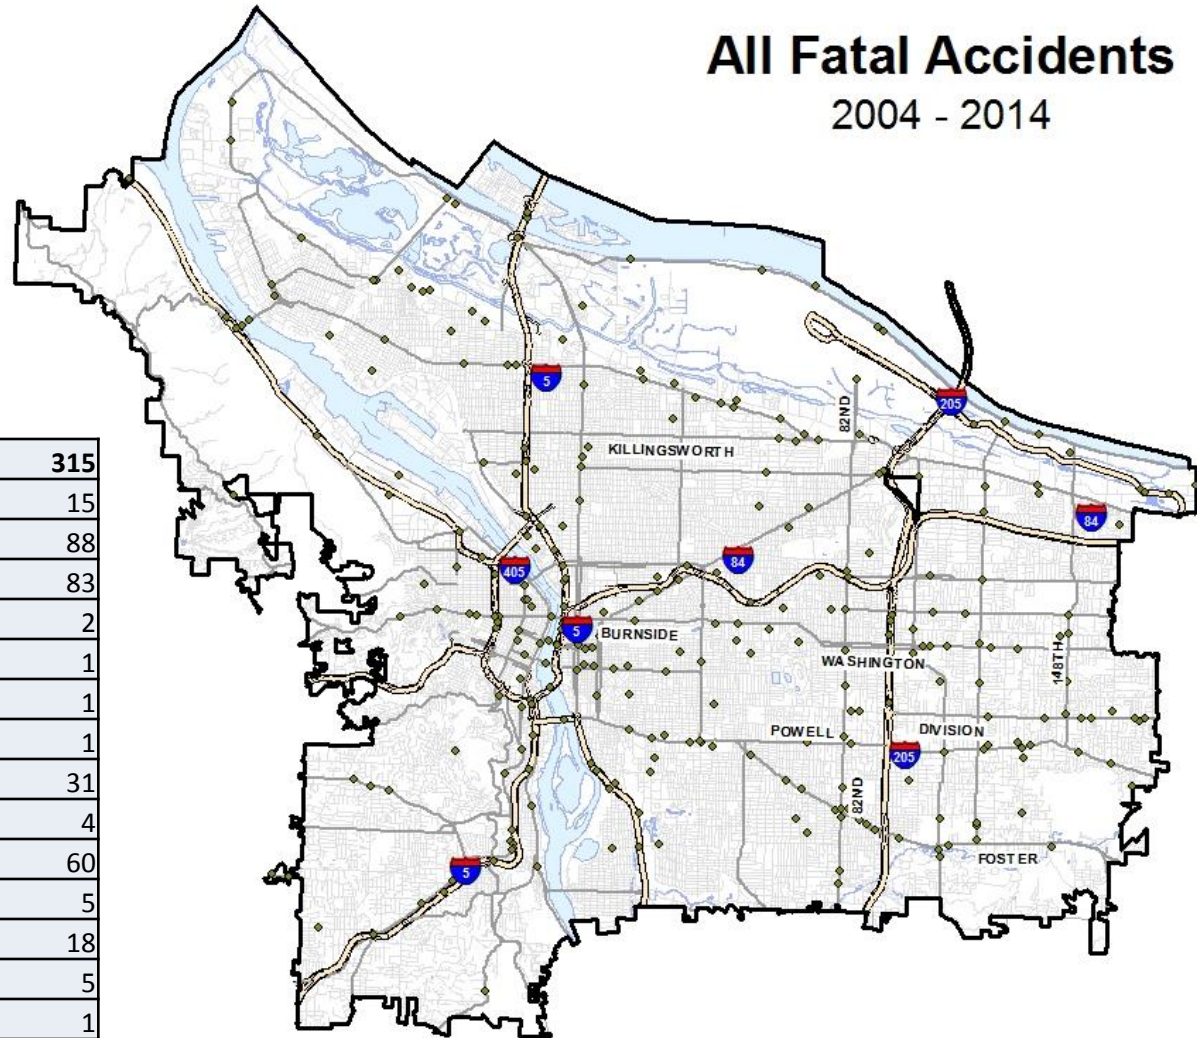 All Fatal Accidents
2004 - 2014
5
205
82ND
KILLINGSWORTH
84
84
405
5
BURNSIDE
WASHINGTON
148TH
POWELL
DIVISION
205
82ND
FOSTER
5
315
15
88
83
2
1
1
1
31
4
60
5
18
5
1